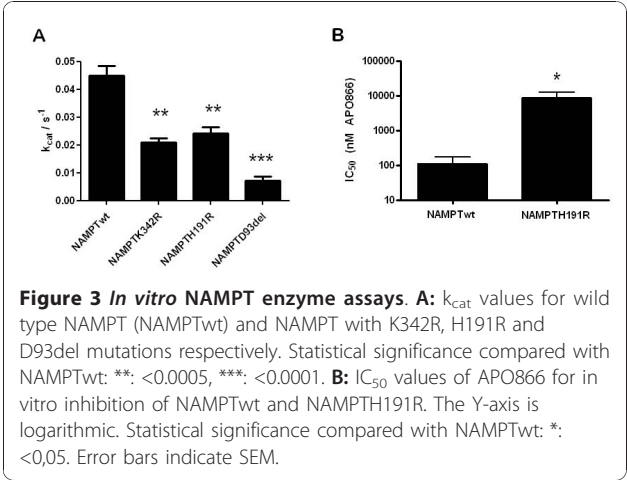 A
B
k_cat / s⁻¹
0.05
0.04
0.03
0.02
0.01
0.00
**
**
***
NAMPTwt
NAMPTK342R
NAMPTH191R
NAMPTD93del
IC₅₀ (nM APO866)
100000
10000
1000
100
10
*
NAMPTwt
NAMPTH191R
Figure 3 In vitro NAMPT enzyme assays. A: k_cat values for wild
type NAMPT (NAMPTwt) and NAMPT with K342R, H191R and
D93del mutations respectively. Statistical significance compared with
NAMPTwt: **: <0.0005, ***: <0.0001. B: IC₅₀ values of APO866 for in
vitro inhibition of NAMPTwt and NAMPTH191R. The Y-axis is
logarithmic. Statistical significance compared with NAMPTwt: *:
<0,05. Error bars indicate SEM.